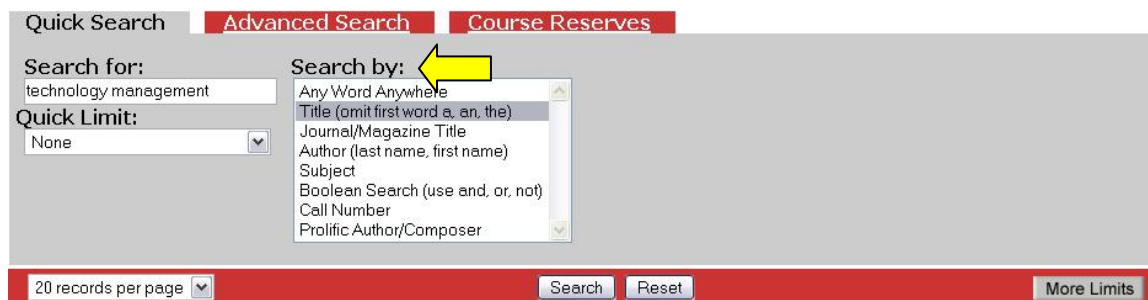 Quick Search Advanced Search Course Reserves
Search for:
technology management
Quick Limit:
None
Search by:
Any Word Anywhere
Title (omit first word a, an, the)
Journal/Magazine Title
Author (last name, first name)
Subject
Boolean Search (use and, or, not)
Call Number
Prolific Author/Composer
20 records per page Search Reset More Limits